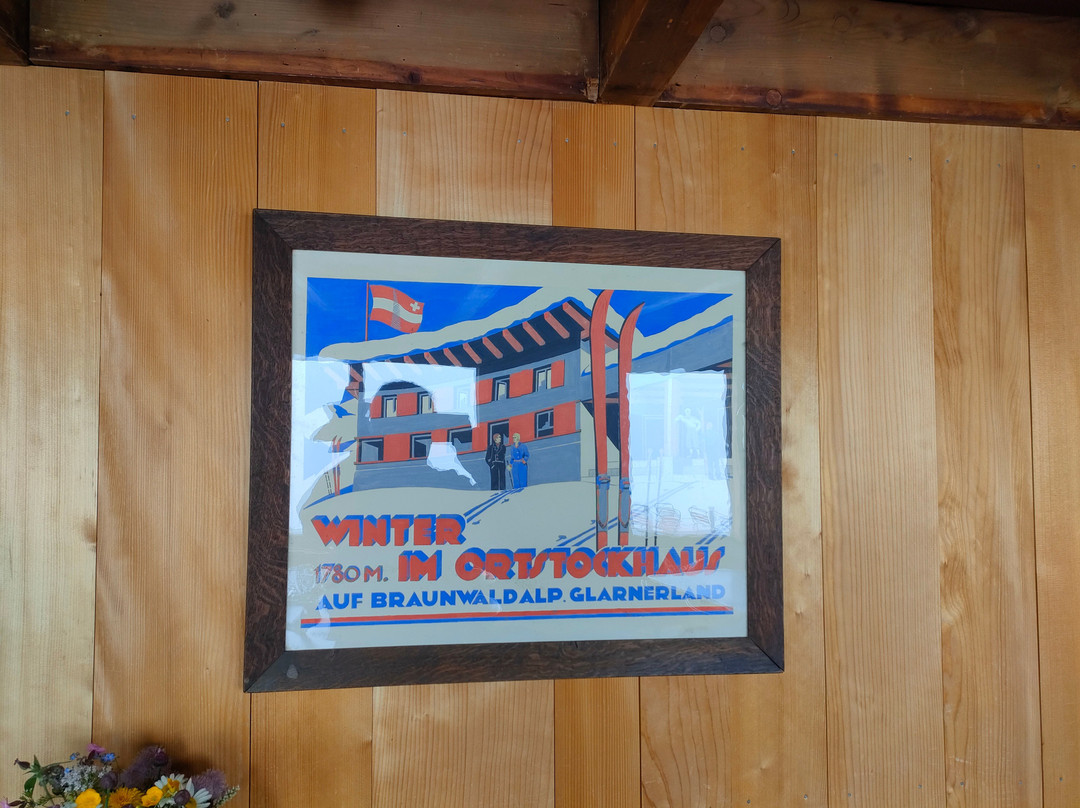 WINTER
1780 M. IM ORTSTOCKHAUS
AUF BRAUNWALDALP. GLARNERLAND